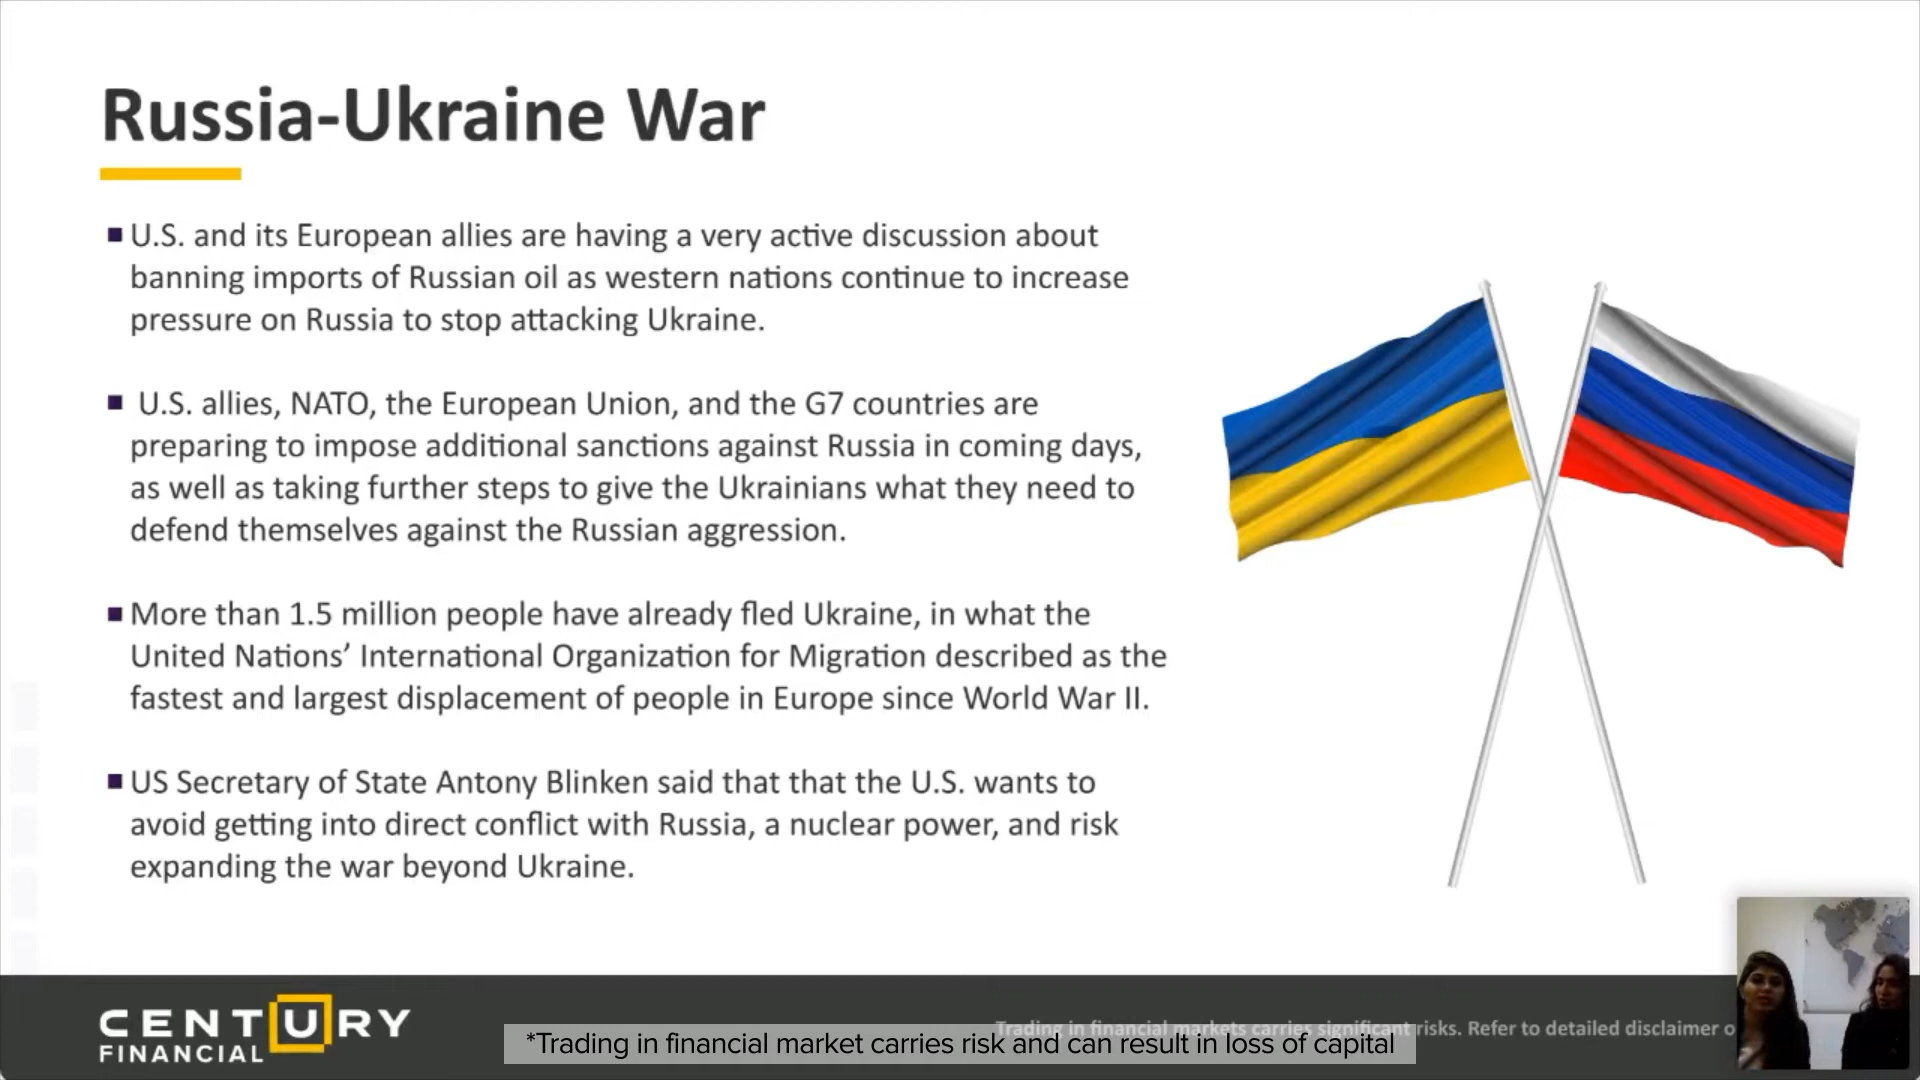 Russia-Ukraine War
U.S. and its European allies are having a very active discussion about
banning imports of Russian oil as western nations continue to increase
pressure on Russia to stop attacking Ukraine.
U.S. allies, NATO, the European Union, and the G7 countries are
preparing to impose additional sanctions against Russia in coming days,
as well as taking further steps to give the Ukrainians what they need to
defend themselves against the Russian aggression.
More than 1.5 million people have already fled Ukraine, in what the
United Nations’ International Organization for Migration described as the
fastest and largest displacement of people in Europe since World War II.
US Secretary of State Antony Blinken said that that the U.S. wants to
avoid getting into direct conflict with Russia, a nuclear power, and risk
expanding the war beyond Ukraine.
CENTURY
FINANCIAL
Trading in financial markets carries significant risks. Refer to detailed disclaimer o
*Trading in financial market carries risk and can result in loss of capital